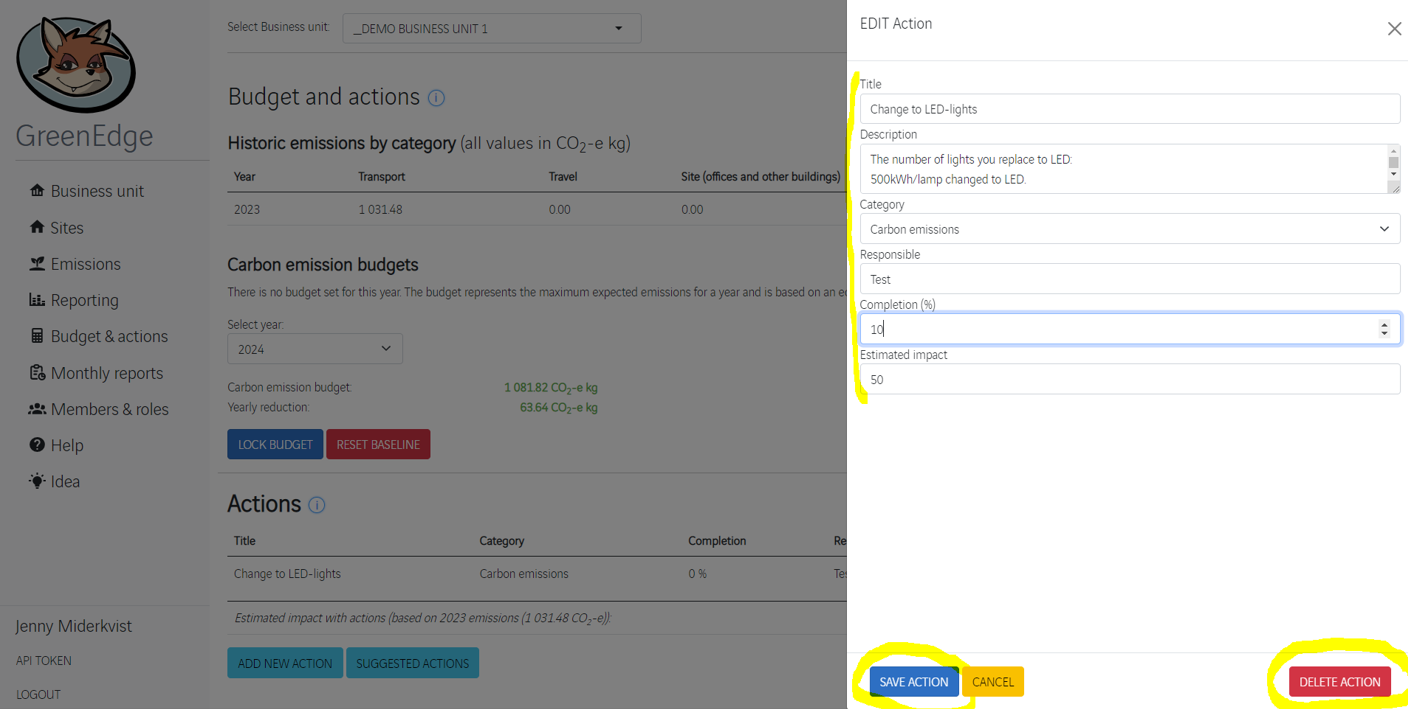 GreenEdge
Business unit
Sites
Emissions
Reporting
Budget & actions
Monthly reports
Members & roles
Help
Idea
Jenny Miderkvist
API TOKEN
LOGOUT
Select Business unit: _DEMO BUSINESS UNIT 1
Budget and actions
Historic emissions by category (all values in CO2-e kg)
Year Transport Travel Site (offices and other buildings)
2023 1 031.48 0.00 0.00
Carbon emission budgets
There is no budget set for this year. The budget represents the maximum expected emissions for a year and is based on an
Select year:
2024
Carbon emission budget: 1 081.82 CO2-e kg
Yearly reduction: 63.64 CO2-e kg
LOCK BUDGET RESET BASELINE
Actions
Title Category Completion Re
Change to LED-lights Carbon emissions 0 % Tes
Estimated impact with actions (based on 2023 emissions (1 031.48 CO2-e)):
ADD NEW ACTION SUGGESTED ACTIONS
EDIT Action
Title
Change to LED-lights
Description
The number of lights you replace to LED:
500kWh/lamp changed to LED.
Category
Carbon emissions
Responsible
Test
Completion (%)
10
Estimated impact
50
SAVE ACTION CANCEL DELETE ACTION